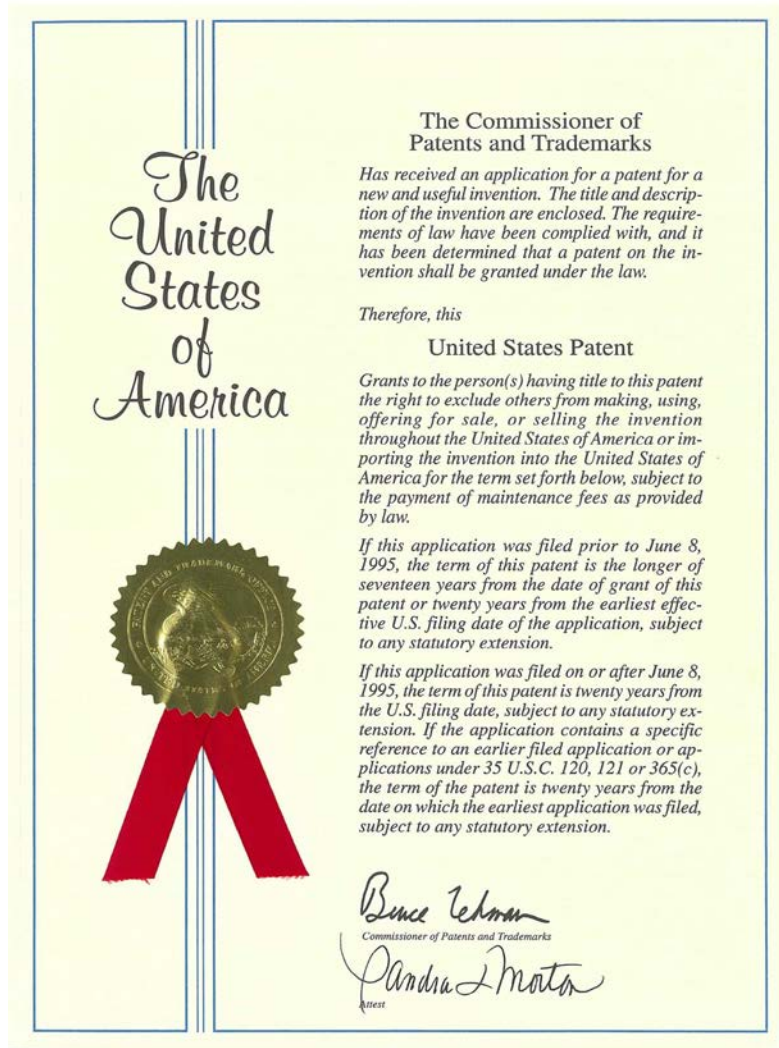 The
United
States
of
America
The Commissioner of
Patents and Trademarks
Has received an application for a patent for a
new and useful invention. The title and descrip-
tion of the invention are enclosed. The require-
ments of law have been complied with, and it
has been determined that a patent on the in-
vention shall be granted under the law.
Therefore, this
United States Patent
Grants to the person(s) having title to this patent
the right to exclude others from making, using,
offering for sale, or selling the invention
throughout the United States of America or im-
porting the invention into the United States of
America for the term set forth below, subject to
the payment of maintenance fees as provided
by law.
If this application was filed prior to June 8,
1995, the term of this patent is the longer of
seventeen years from the date of grant of this
patent or twenty years from the earliest effec-
tive U.S. filing date of the application, subject
to any statutory extension.
If this application was filed on or after June 8,
1995, the term of this patent is twenty years from
the U.S. filing date, subject to any statutory ex-
tension. If the application contains a specific
reference to an earlier filed application or ap-
plications under 35 U.S.C. 120, 121 or 365(c),
the term of the patent is twenty years from the
date on which the earliest application was filed,
subject to any statutory extension.
Bruce Lehman
Commissioner of Patents and Trademarks
Sandra L Morton
Attest
PATENT AND TRADEMARK OFFICE